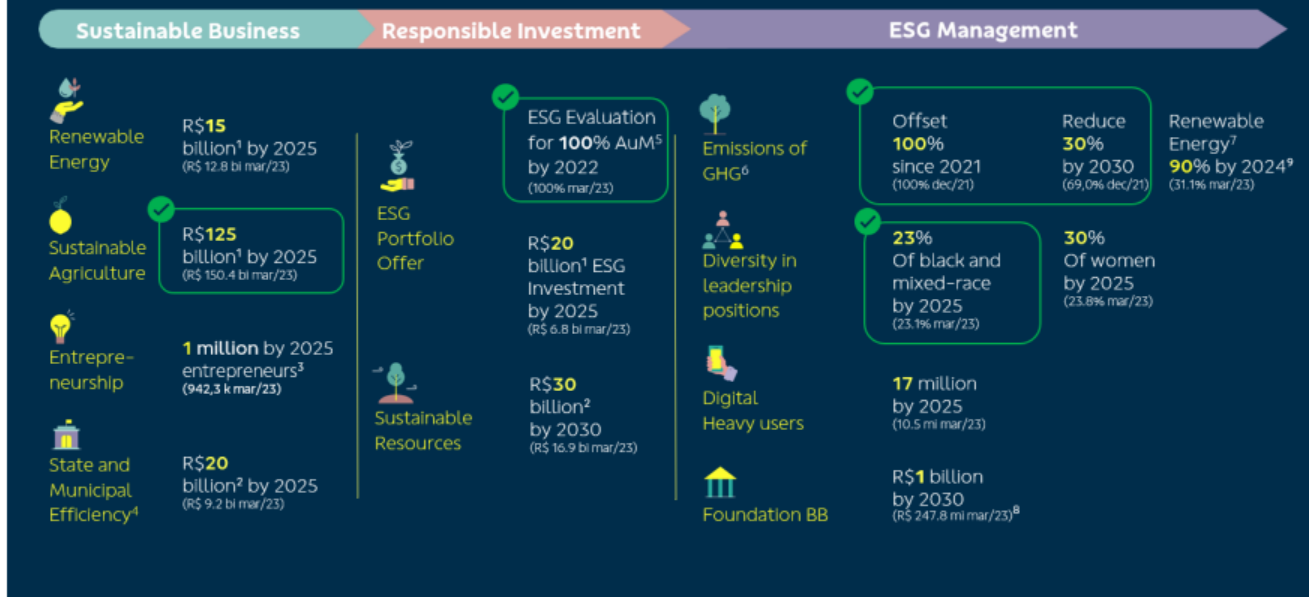 Sustainable Business
Responsible Investment
ESG Management
Renewable
Energy
R$15
billion¹ by 2025
(R$ 12.8 bi mar/23)
Sustainable
Agriculture
R$125
billion¹ by 2025
(R$ 150.4 bi mar/23)
Entrepre-
neurship
1 million by 2025
entrepreneurs³
(942,3 k mar/23)
State and
Municipal
Efficiency⁴
R$20
billion² by 2025
(R$ 9.2 bi mar/23)
ESG
Portfolio
Offer
ESG Evaluation
for 100% AuM⁵
by 2022
(100% mar/23)
R$20
billion¹ ESG
Investment
by 2025
(R$ 6.8 bi mar/23)
Sustainable
Resources
R$30
billion²
by 2030
(R$ 16.9 bi mar/23)
Emissions of
GHG⁶
Offset
100%
since 2021
(100% dec/21)
Reduce
30%
by 2030
(69,0% dec/21)
Renewable
Energy⁷
90% by 2024⁹
(31.1% mar/23)
Diversity in
leadership
positions
23%
Of black and
mixed-race
by 2025
(23.1% mar/23)
30%
Of women
by 2025
(23.8% mar/23)
Digital
Heavy users
17 million
by 2025
(10.5 mi mar/23)
Foundation BB
R$1 billion
by 2030
(R$ 247.8 mi mar/23)⁸